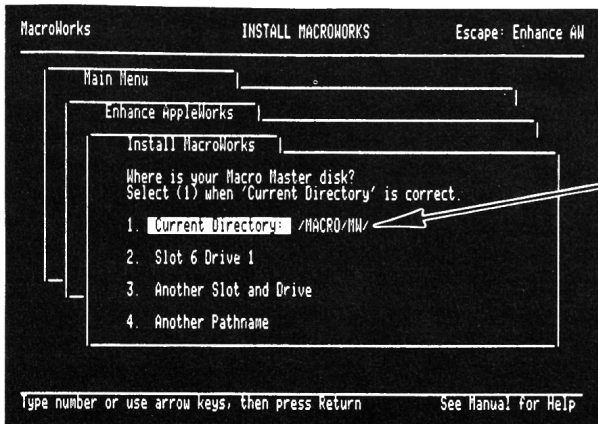 MacroWorks INSTALL MACROWORKS Escape: Enhance AW
Main Menu
Enhance AppleWorks
Install MacroWorks
Where is your Macro Master disk?
Select (1) when 'Current Directory' is correct.
1. Current Directory: /MACRO/MW/
2. Slot 6 Drive 1
3. Another Slot and Drive
4. Another Pathname
Type number or use arrow keys, then press Return See Manual for Help